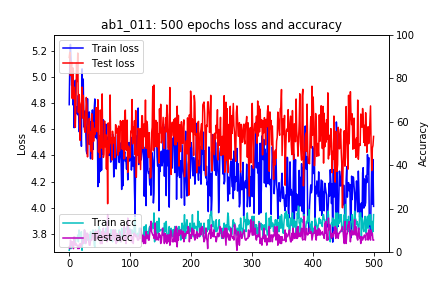 ab1_011: 500 epochs loss and accuracy
Train loss
Test loss
Train acc
Test acc
Loss
5.2
5.0
4.8
4.6
4.4
4.2
4.0
3.8
Accuracy
100
80
60
40
20
0
0 100 200 300 400 500